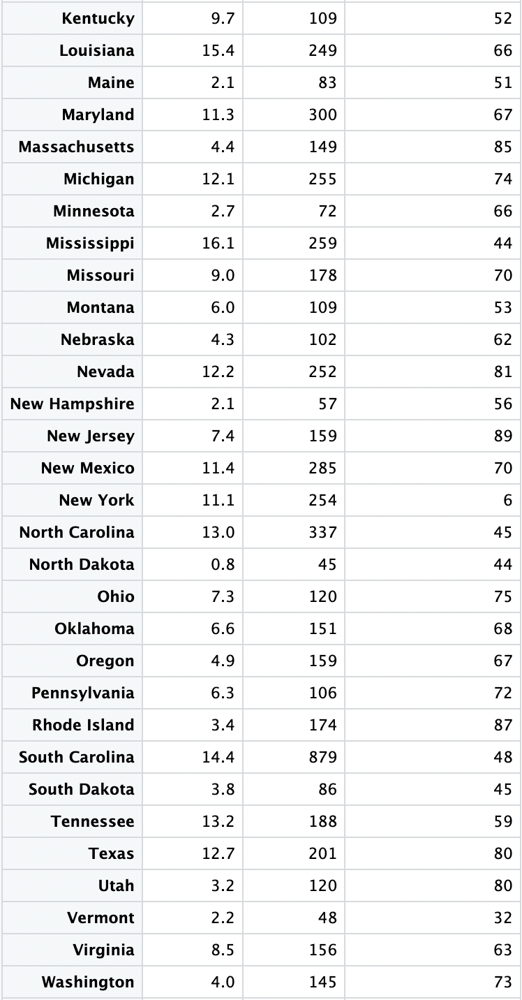 Kentucky 9.7 109 52
Louisiana 15.4 249 66
Maine 2.1 83 51
Maryland 11.3 300 67
Massachusetts 4.4 149 85
Michigan 12.1 255 74
Minnesota 2.7 72 66
Mississippi 16.1 259 44
Missouri 9.0 178 70
Montana 6.0 109 53
Nebraska 4.3 102 62
Nevada 12.2 252 81
New Hampshire 2.1 57 56
New Jersey 7.4 159 89
New Mexico 11.4 285 70
New York 11.1 254 6
North Carolina 13.0 337 45
North Dakota 0.8 45 44
Ohio 7.3 120 75
Oklahoma 6.6 151 68
Oregon 4.9 159 67
Pennsylvania 6.3 106 72
Rhode Island 3.4 174 87
South Carolina 14.4 879 48
South Dakota 3.8 86 45
Tennessee 13.2 188 59
Texas 12.7 201 80
Utah 3.2 120 80
Vermont 2.2 48 32
Virginia 8.5 156 63
Washington 4.0 145 73